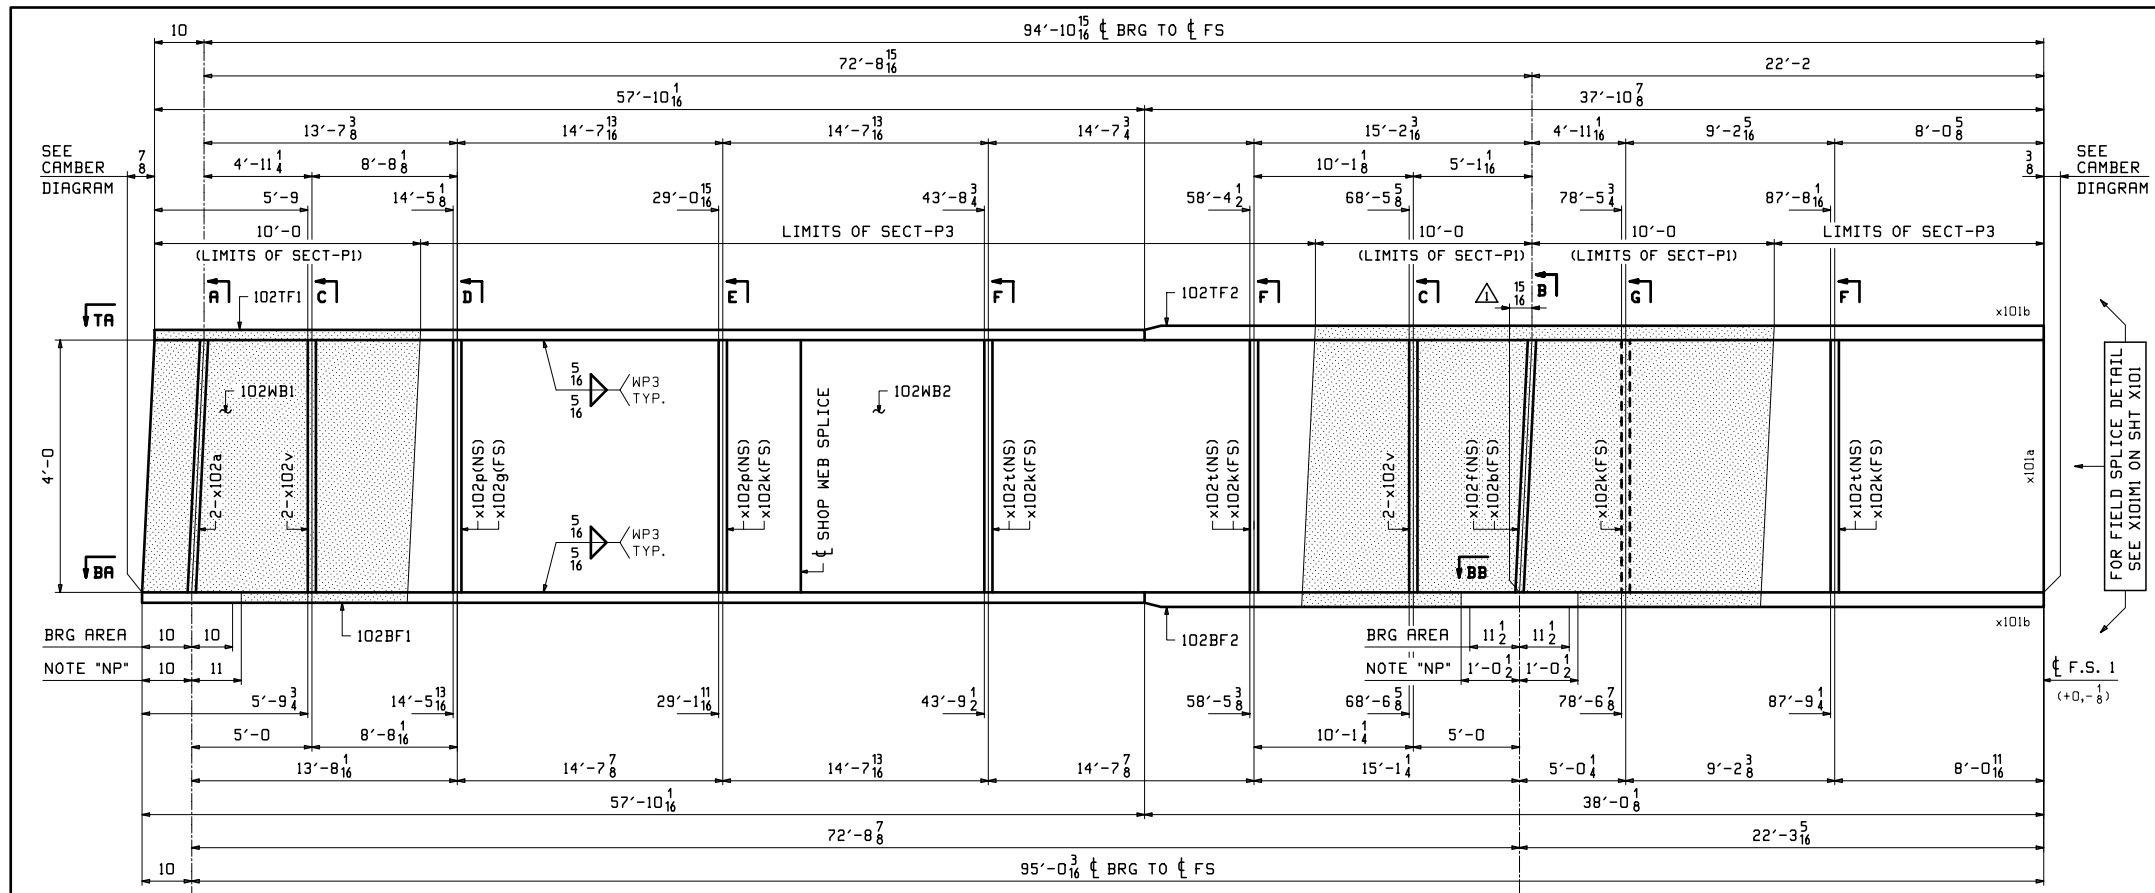 10
94'-10 15/16 ℄ BRG TO ℄ FS
72'-8 15/16
22'-2
57'-10 1/16
37'-10 7/8
13'-7 3/8
14'-7 13/16
14'-7 13/16
14'-7 3/4
15'-2 3/16
4'-11 1/16
9'-2 5/16
8'-0 5/8
SEE
CAMBER
DIAGRAM
7/8
4'-11 1/4
8'-8 1/8
10'-1 1/8
5'-1 1/16
3/8
SEE
CAMBER
DIAGRAM
5'-9
14'-5 1/8
29'-0 15/16
43'-8 3/4
58'-4 1/2
68'-5 5/8
78'-5 3/4
87'-8 1/16
10'-0
LIMITS OF SECT-P3
10'-0
10'-0
LIMITS OF SECT-P3
(LIMITS OF SECT-P1)
(LIMITS OF SECT-P1)
(LIMITS OF SECT-P1)
A
C
D
E
F
F
C
1
15/16
B
G
F
TA
102TF1
102TF2
x101b
102WB1
102WB2
5/16
5/16
WP3
TYP.
4'-0
2-x102a
2-x102v
x102p(NS)
x102g(FS)
x102p(NS)
x102k(FS)
℄ SHOP WEB SPLICE
x102t(NS)
x102k(FS)
x102t(NS)
x102k(FS)
2-x102v
x102f(NS)
x102b(FS)
x102k(FS)
x102t(NS)
x102k(FS)
x101a
FOR FIELD SPLICE DETAIL
SEE X101M1 ON SHT X101
5/16
5/16
WP3
TYP.
BA
BB
x101b
BRG AREA
10
10
102BF1
102BF2
BRG AREA
11 1/2
11 1/2
NOTE "NP"
10
11
NOTE "NP"
1'-0 1/2
1'-0 1/2
℄ F.S. 1
(+0,-1/8)
5'-9 3/4
14'-5 13/16
29'-1 11/16
43'-9 1/2
58'-5 3/8
68'-6 5/8
78'-6 7/8
87'-9 1/4
5'-0
8'-8 1/16
10'-1 1/4
5'-0
13'-8 1/16
14'-7 7/8
14'-7 13/16
14'-7 7/8
15'-1 1/4
5'-0 1/4
9'-2 3/8
8'-0 11/16
57'-10 1/16
38'-0 1/8
72'-8 7/8
22'-3 5/16
10
95'-0 3/16 ℄ BRG TO ℄ FS